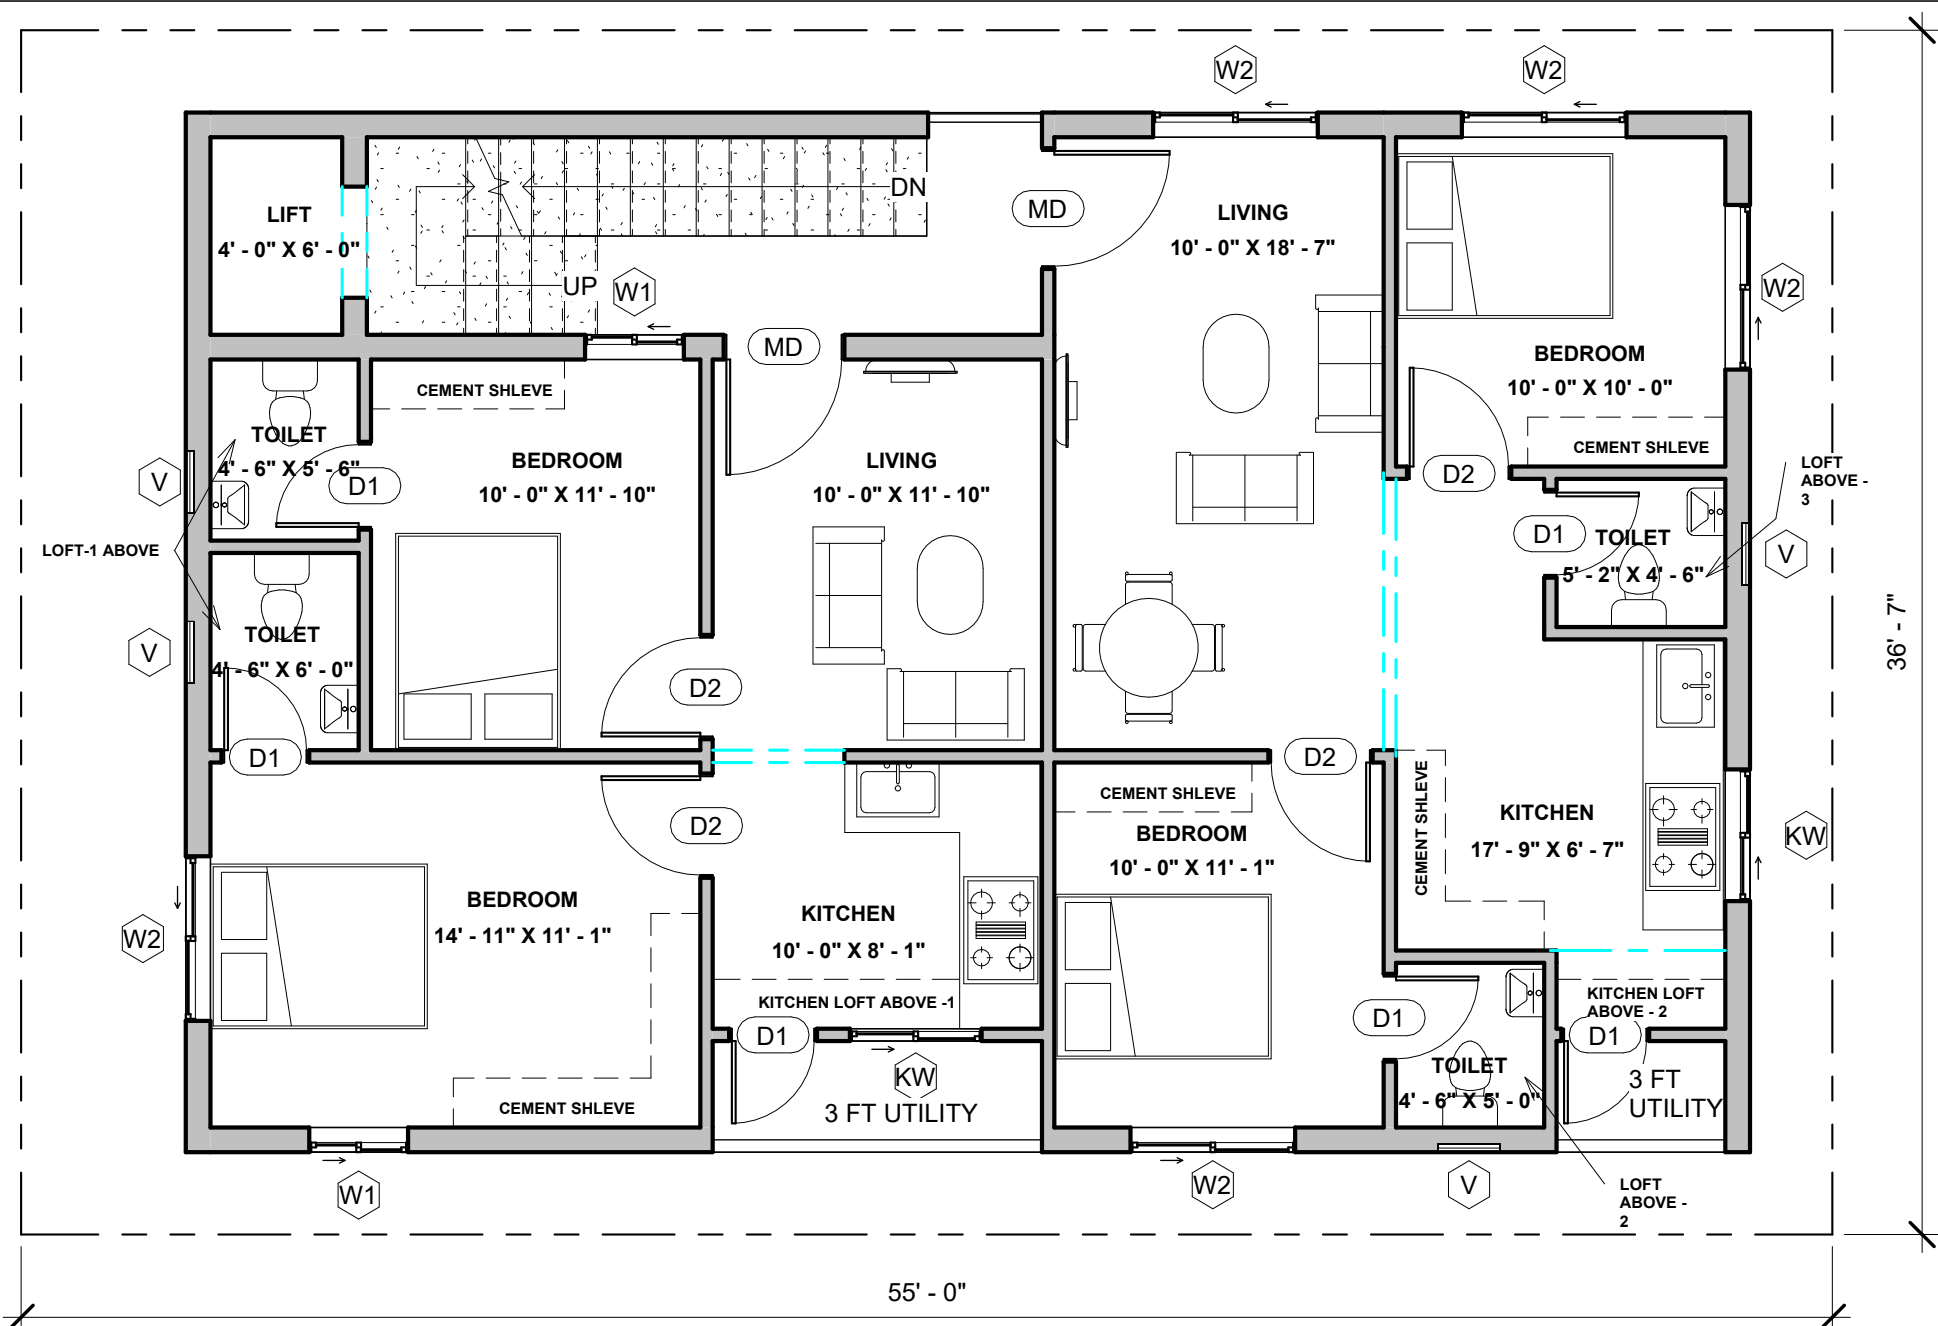 W2
W2
DN
MD
LIFT
4' - 0" X 6' - 0"
LIVING
10' - 0" X 18' - 7"
UP
W1
W2
MD
BEDROOM
10' - 0" X 10' - 0"
CEMENT SHLEVE
TOILET
4' - 6" X 5' - 6"
V
D1
BEDROOM
10' - 0" X 11' - 10"
LIVING
10' - 0" X 11' - 10"
CEMENT SHLEVE
D2
LOFT
ABOVE -
3
LOFT-1 ABOVE
D1
TOILET
5' - 2" X 4' - 6"
V
TOILET
4' - 6" X 6' - 0"
V
D2
36' - 7"
D1
D2
CEMENT SHLEVE
BEDROOM
10' - 0" X 11' - 1"
CEMENT SHLEVE
KITCHEN
17' - 9" X 6' - 7"
KW
D2
BEDROOM
14' - 11" X 11' - 1"
W2
KITCHEN
10' - 0" X 8' - 1"
KITCHEN LOFT ABOVE -1
KITCHEN LOFT
ABOVE - 2
D1
D1
D1
KW
3 FT UTILITY
TOILET
4' - 6" X 5' - 0"
3 FT
UTILITY
CEMENT SHLEVE
W1
W2
V
LOFT
ABOVE -
2
55' - 0"